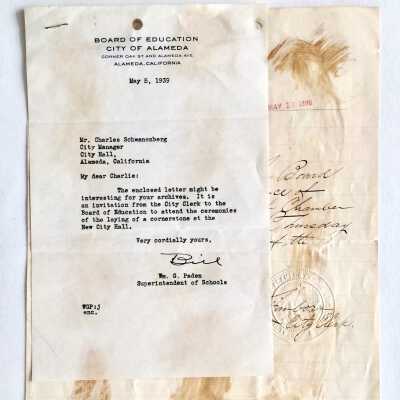 BOARD OF EDUCATION
CITY OF ALAMEDA
CORNER OAK ST. AND ALAMEDA AVE.
ALAMEDA, CALIFORNIA
May 5, 1939
Mr. Charles Schwanenberg
City Manager
City Hall,
Alameda, California
My dear Charlie:
The enclosed letter might be
interesting for your archives. It is
an invitation from the City Clerk to the
Board of Education to attend the ceremonies
of the laying of a cornerstone at the
New City Hall.
Very cordially yours,
Bill
Wm. G. Paden
Superintendent of Schools
WGP:j
enc.
MAY
Board
Chamber
of the
City Clerk.